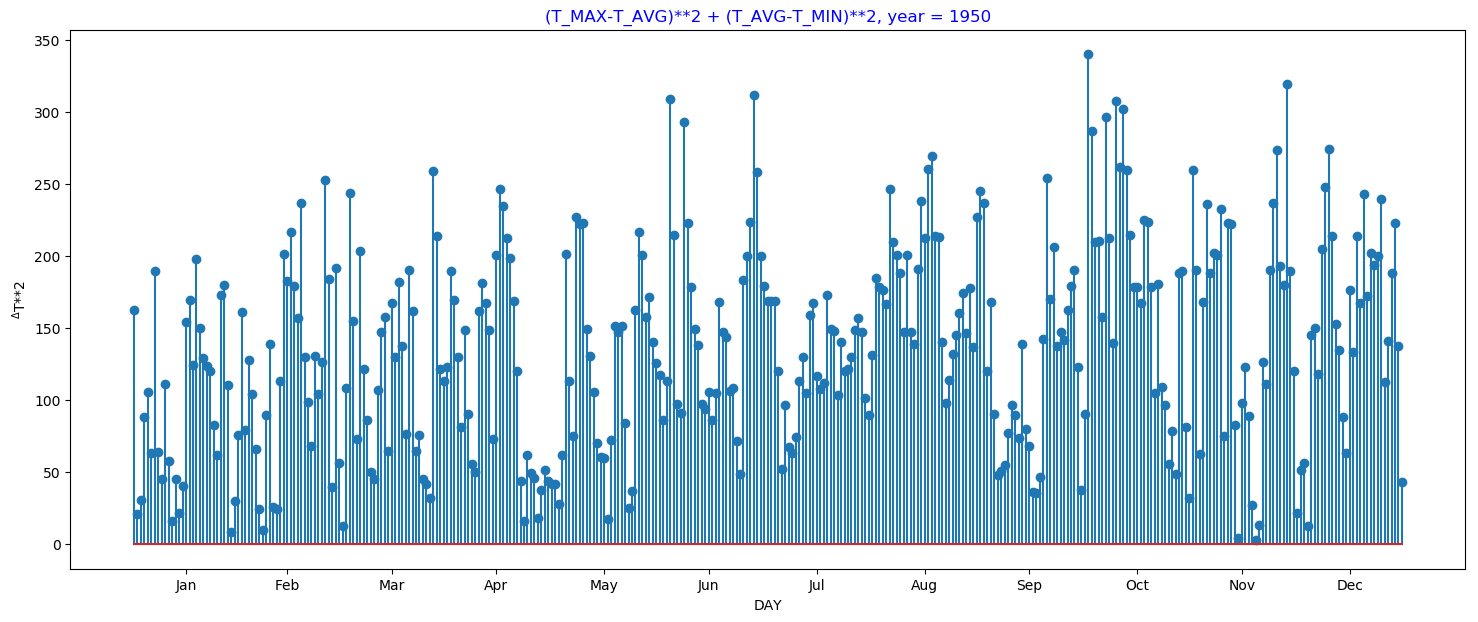 (T_MAX-T_AVG)**2 + (T_AVG-T_MIN)**2, year = 1950
350
300
250
200
150
100
50
0
ΔT**2
Jan Feb Mar Apr May Jun Jul Aug Sep Oct Nov Dec
DAY